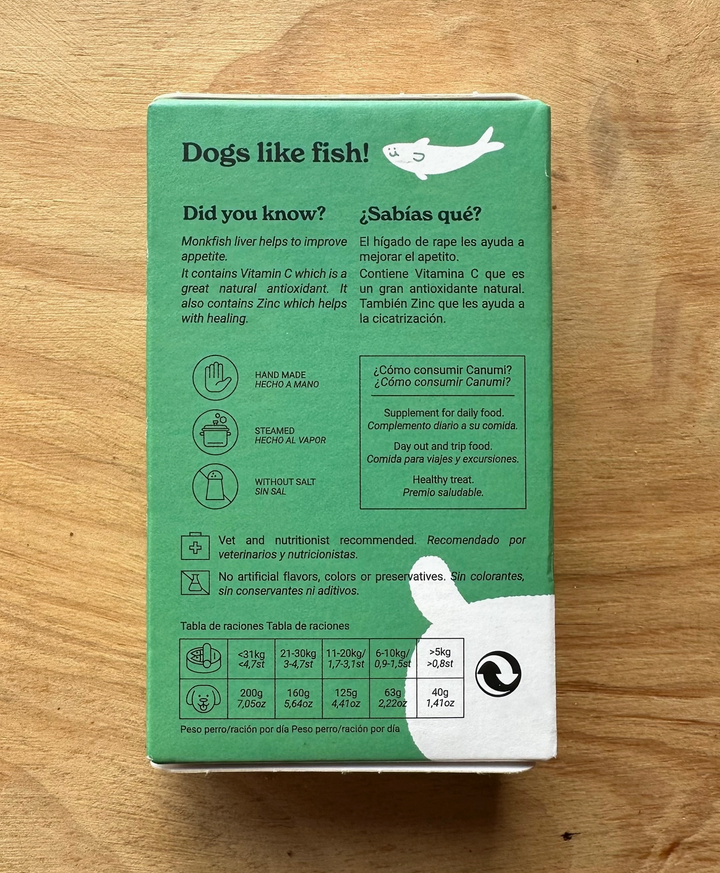 Dogs like fish!
Did you know?
Monkfish liver helps to improve
appetite.
It contains Vitamin C which is a
great natural antioxidant. It
also contains Zinc which helps
with healing.
¿Sabías qué?
El hígado de rape les ayuda a
mejorar el apetito.
Contiene Vitamina C que es
un gran antioxidante natural.
También Zinc que les ayuda a
la cicatrización.
HAND MADE
HECHO A MANO
STEAMED
HECHO AL VAPOR
WITHOUT SALT
SIN SAL
¿Cómo consumir Canumi?
¿Cómo consumir Canumi?
Supplement for daily food.
Complemento diario a su comida.
Day out and trip food.
Comida para viajes y excursiones.
Healthy treat.
Premio saludable.
Vet and nutritionist recommended. Recomendado por
veterinarios y nutricionistas.
No artificial flavors, colors or preservatives. Sin colorantes,
sin conservantes ni aditivos.
Tabla de raciones Tabla de raciones
<31kg 21-30kg 11-20kg/ 6-10kg/ >5kg
<4,7st 3-4,7st 1,7-3,1st 0,9-1,5st >0,8st
200g 160g 125g 63g 40g
7,05oz 5,64oz 4,41oz 2,22oz 1,41oz
Peso perro/ración por día Peso perro/ración por día